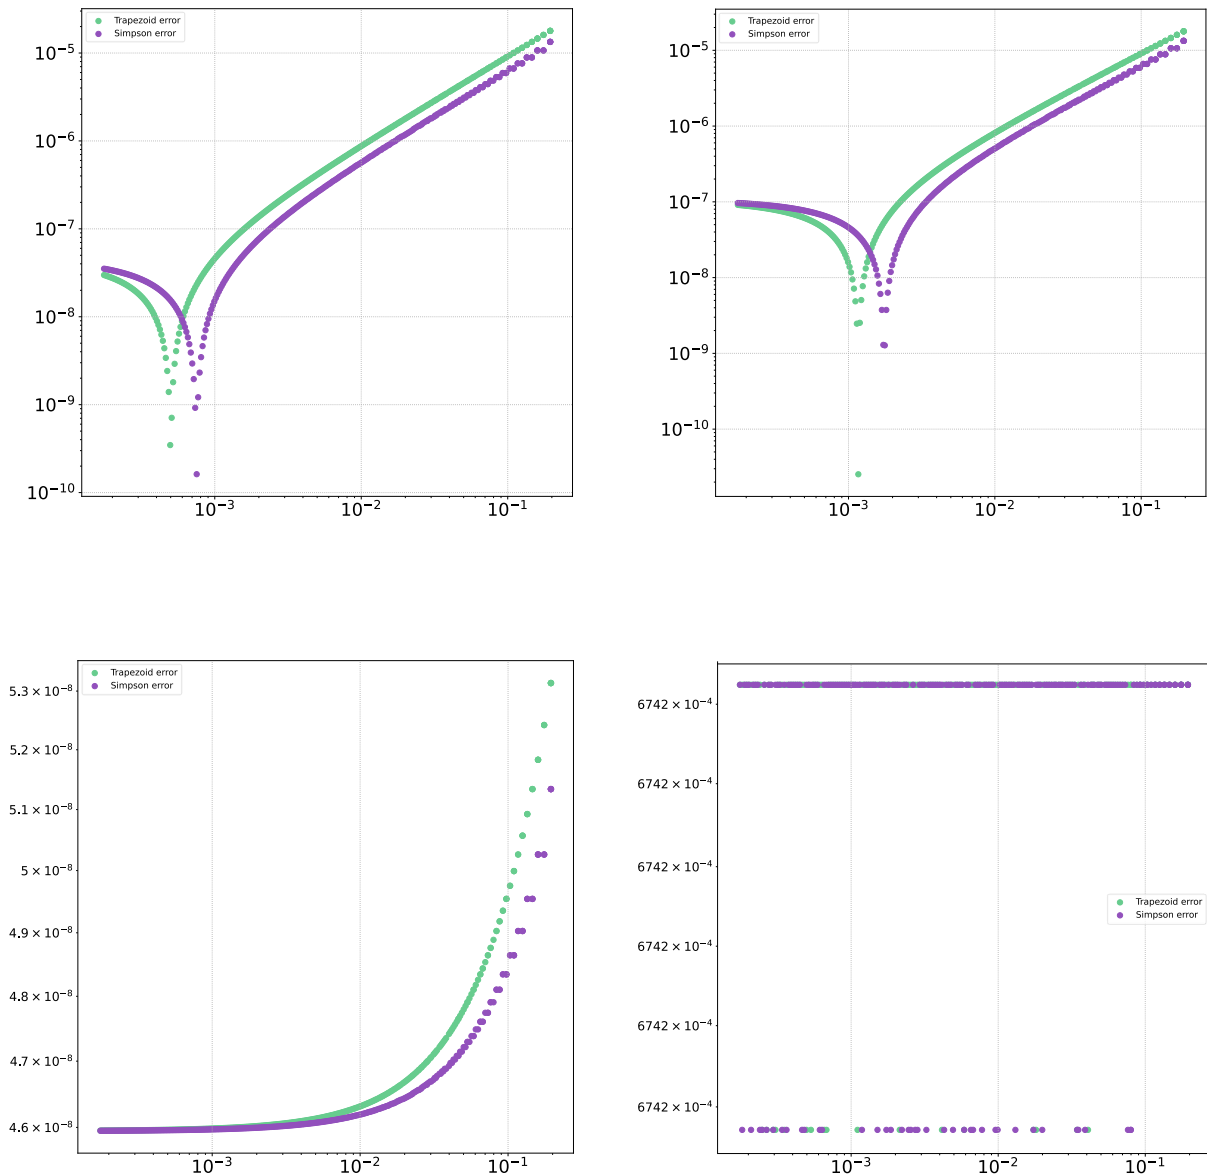 Trapezoid error
Simpson error
10⁻⁵
10⁻⁶
10⁻⁷
10⁻⁸
10⁻⁹
10⁻¹⁰
10⁻³ 10⁻² 10⁻¹
Trapezoid error
Simpson error
10⁻⁵
10⁻⁶
10⁻⁷
10⁻⁸
10⁻⁹
10⁻¹⁰
10⁻³ 10⁻² 10⁻¹
Trapezoid error
Simpson error
5.3 × 10⁻⁸
5.2 × 10⁻⁸
5.1 × 10⁻⁸
5 × 10⁻⁸
4.9 × 10⁻⁸
4.8 × 10⁻⁸
4.7 × 10⁻⁸
4.6 × 10⁻⁸
10⁻³ 10⁻² 10⁻¹
6742 × 10⁻⁴
6742 × 10⁻⁴
6742 × 10⁻⁴
Trapezoid error
Simpson error
6742 × 10⁻⁴
6742 × 10⁻⁴
6742 × 10⁻⁴
10⁻³ 10⁻² 10⁻¹